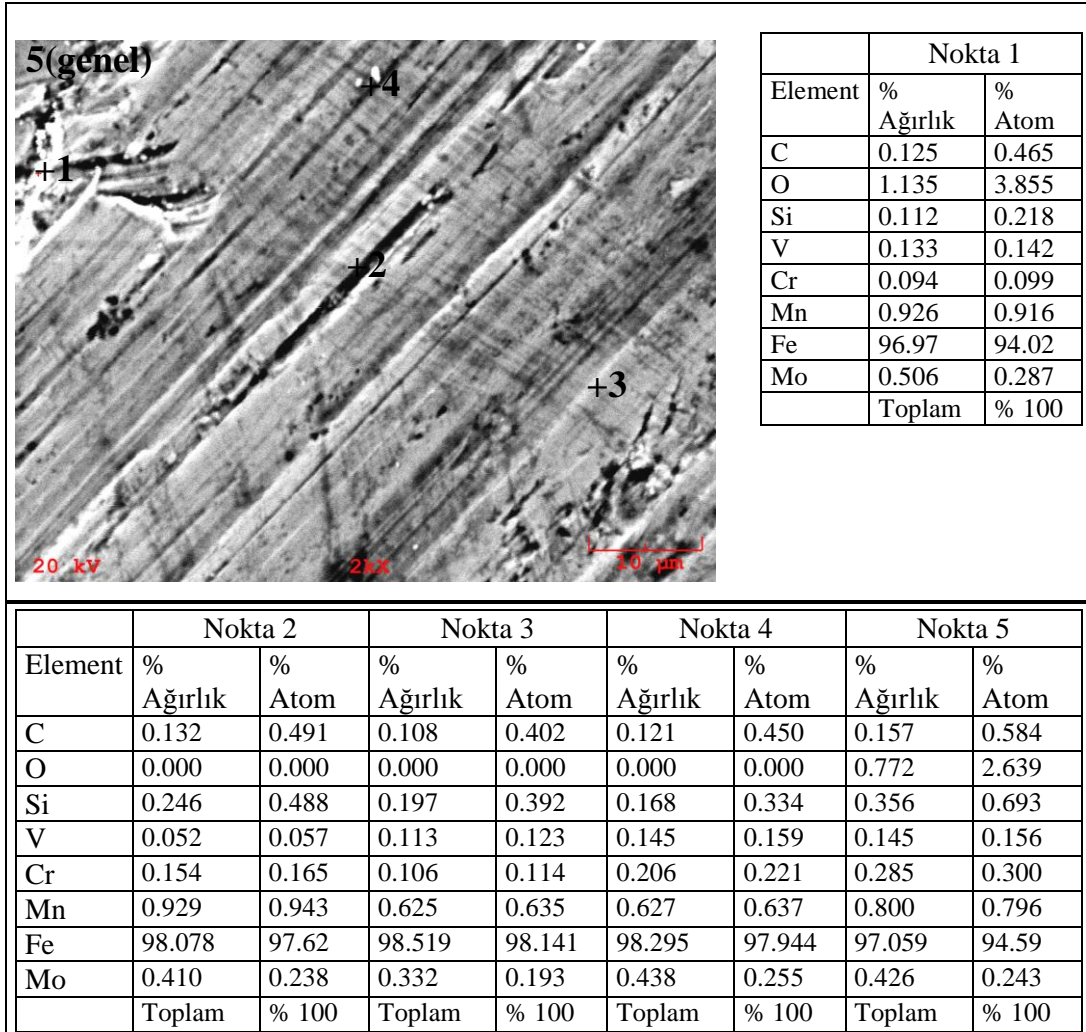 5(genel)
+4
+1
+2
+3
20 kV 2kX 10 µm
Nokta 1
Element % Ağırlık % Atom
C 0.125 0.465
O 1.135 3.855
Si 0.112 0.218
V 0.133 0.142
Cr 0.094 0.099
Mn 0.926 0.916
Fe 96.97 94.02
Mo 0.506 0.287
Toplam % 100
Nokta 2 Nokta 3 Nokta 4 Nokta 5
Element % Ağırlık % Atom % Ağırlık % Atom % Ağırlık % Atom % Ağırlık % Atom
C 0.132 0.491 0.108 0.402 0.121 0.450 0.157 0.584
O 0.000 0.000 0.000 0.000 0.000 0.000 0.772 2.639
Si 0.246 0.488 0.197 0.392 0.168 0.334 0.356 0.693
V 0.052 0.057 0.113 0.123 0.145 0.159 0.145 0.156
Cr 0.154 0.165 0.106 0.114 0.206 0.221 0.285 0.300
Mn 0.929 0.943 0.625 0.635 0.627 0.637 0.800 0.796
Fe 98.078 97.62 98.519 98.141 98.295 97.944 97.059 94.59
Mo 0.410 0.238 0.332 0.193 0.438 0.255 0.426 0.243
Toplam % 100 Toplam % 100 Toplam % 100 Toplam % 100